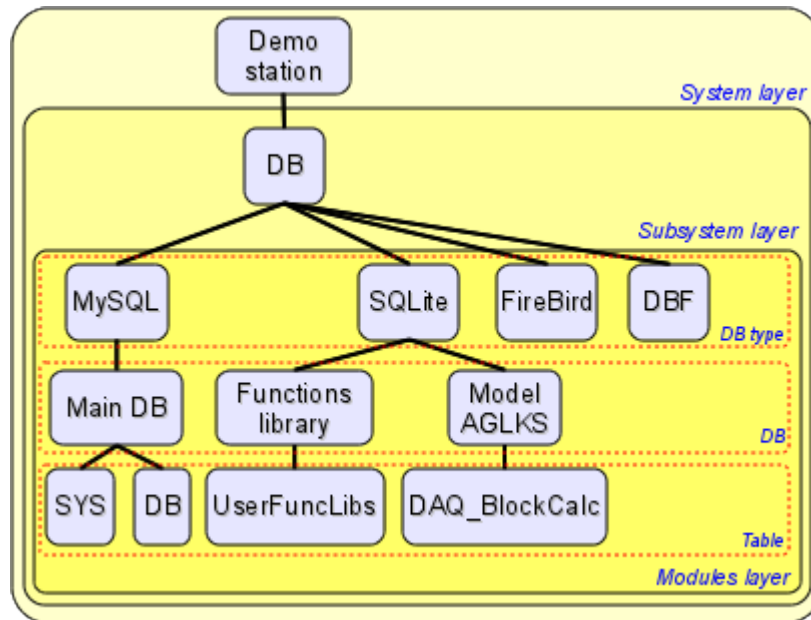 Demo
station
System layer
DB
Subsystem layer
MySQL
SQLite
FireBird
DBF
DB type
Main DB
Functions
library
Model
AGLKS
DB
SYS
DB
UserFuncLibs
DAQ_BlockCalc
Table
Modules layer